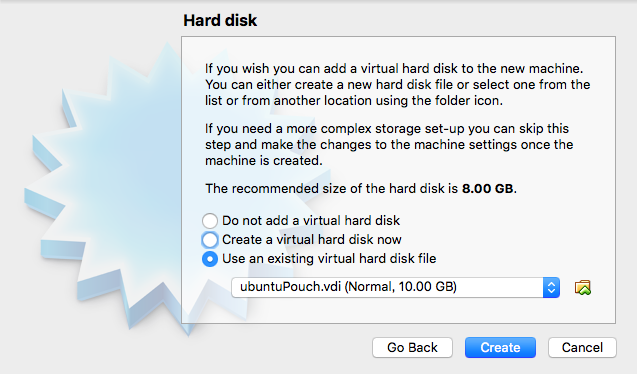 Hard disk
If you wish you can add a virtual hard disk to the new machine.
You can either create a new hard disk file or select one from the
list or from another location using the folder icon.
If you need a more complex storage set-up you can skip this
step and make the changes to the machine settings once the
machine is created.
The recommended size of the hard disk is 8.00 GB.
Do not add a virtual hard disk
Create a virtual hard disk now
Use an existing virtual hard disk file
ubuntuPouch.vdi (Normal, 10.00 GB)
Go Back
Create
Cancel